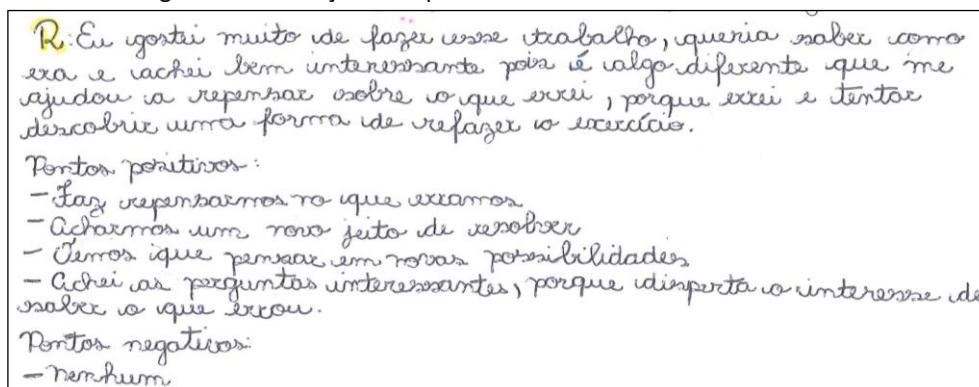 R: Eu gostei muito de fazer esse trabalho, queria saber como
era e achei bem interessante pois é algo diferente que me
ajudou a repensar sobre o que errei, porque errei e tentar
descobrir uma forma de refazer o exercício.
Pontos positivos:
- Faz repensarmos no que erramos
- Acharmos um novo jeito de resolver
- Temos que pensar em novas possibilidades
- Achei as perguntas interessantes, porque disperta o interesse de
saber o que errou.
Pontos negativos:
- nenhum